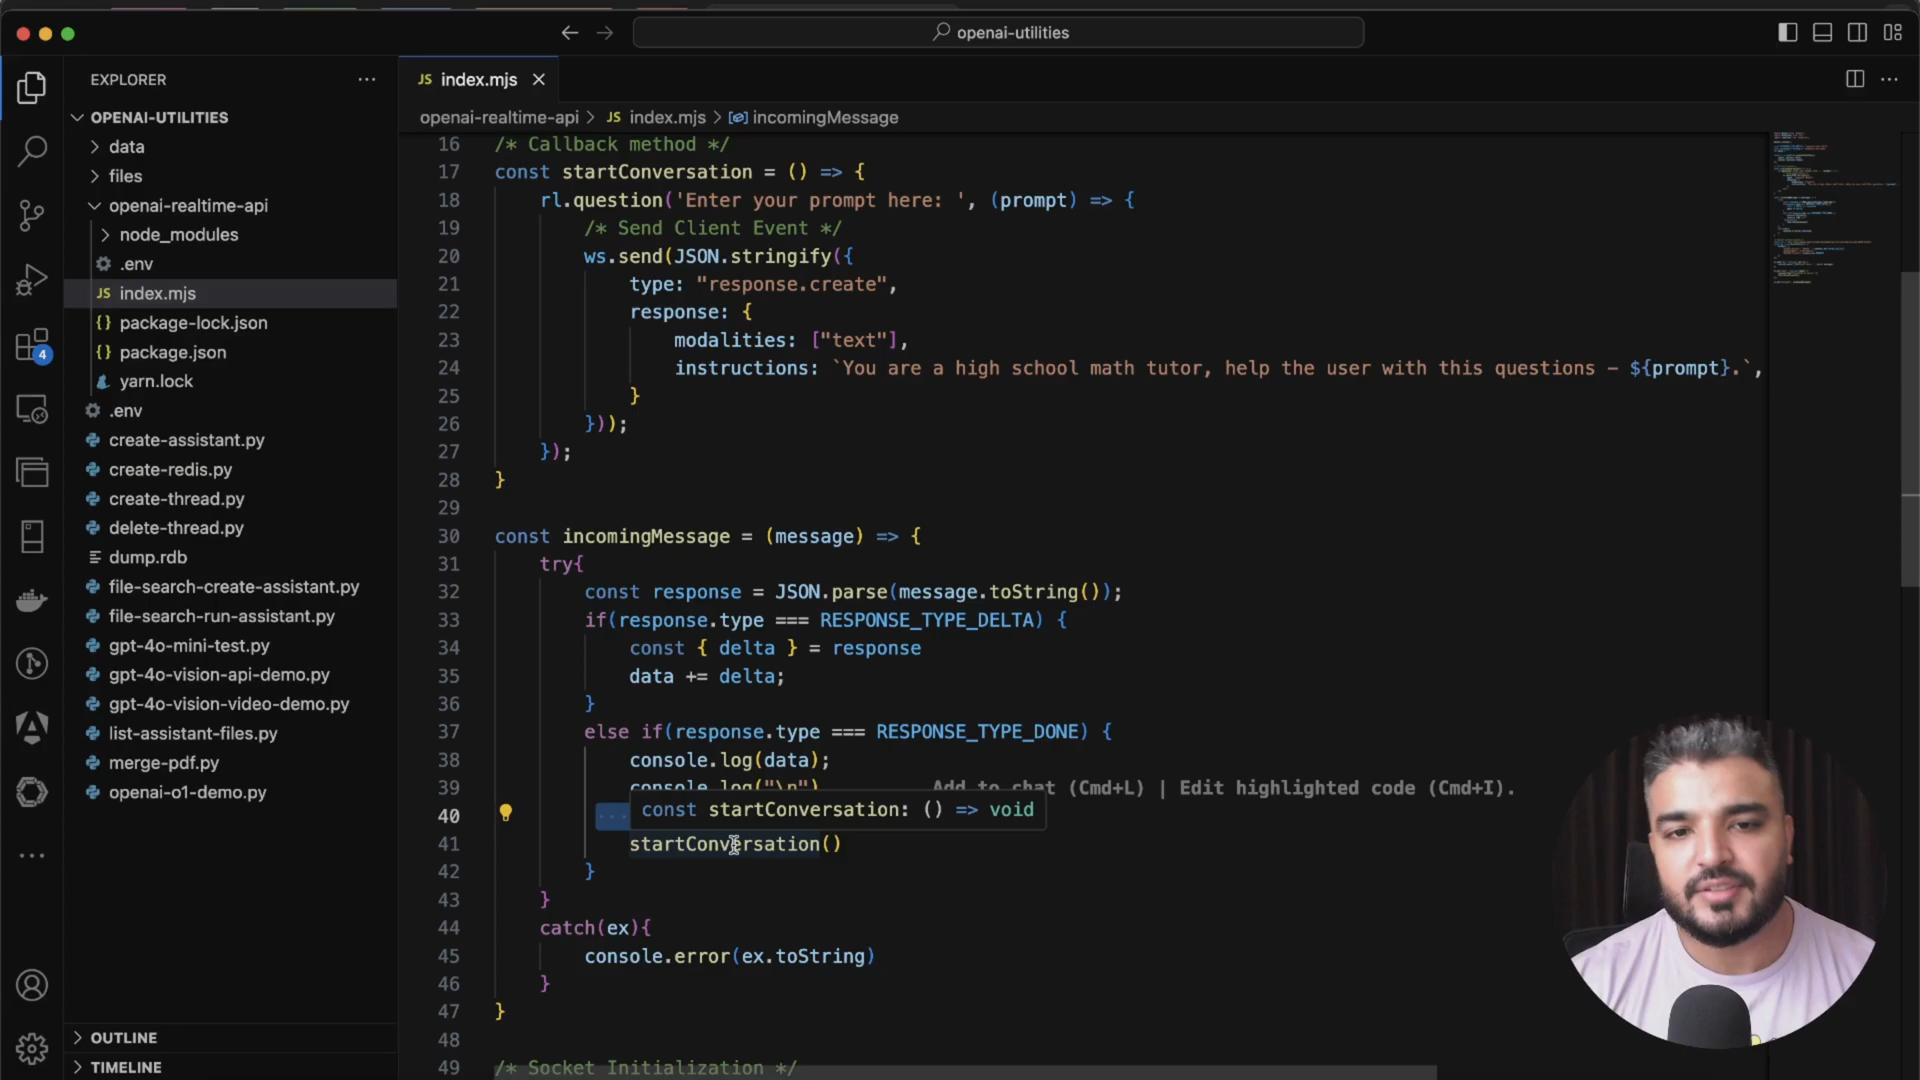 openai-utilities
EXPLORER
OPENAI-UTILITIES
data
files
openai-realtime-api
node_modules
.env
JS index.mjs
{} package-lock.json
{} package.json
yarn.lock
.env
create-assistant.py
create-redis.py
create-thread.py
delete-thread.py
dump.rdb
file-search-create-assistant.py
file-search-run-assistant.py
gpt-4o-mini-test.py
gpt-4o-vision-api-demo.py
gpt-4o-vision-video-demo.py
list-assistant-files.py
merge-pdf.py
openai-o1-demo.py
OUTLINE
TIMELINE
4
JS index.mjs
openai-realtime-api > JS index.mjs > incomingMessage
16 /* Callback method */
17 const startConversation = () => {
18 rl.question('Enter your prompt here: ', (prompt) => {
19 /* Send Client Event */
20 ws.send(JSON.stringify({
21 type: "response.create",
22 response: {
23 modalities: ["text"],
24 instructions: `You are a high school math tutor, help the user with this questions – ${prompt}.`,
25 }
26 }));
27 });
28 }
29
30 const incomingMessage = (message) => {
31 try{
32 const response = JSON.parse(message.toString());
33 if(response.type === RESPONSE_TYPE_DELTA) {
34 const { delta } = response
35 data += delta;
36 }
37 else if(response.type === RESPONSE_TYPE_DONE) {
38 console.log(data);
39 console.log("\n") Add to chat (Cmd+L) | Edit highlighted code (Cmd+I).
40 const startConversation: () => void
41 startConversation()
42 }
43 }
44 catch(ex){
45 console.error(ex.toString)
46 }
47 }
48
49 /* Socket Initialization */